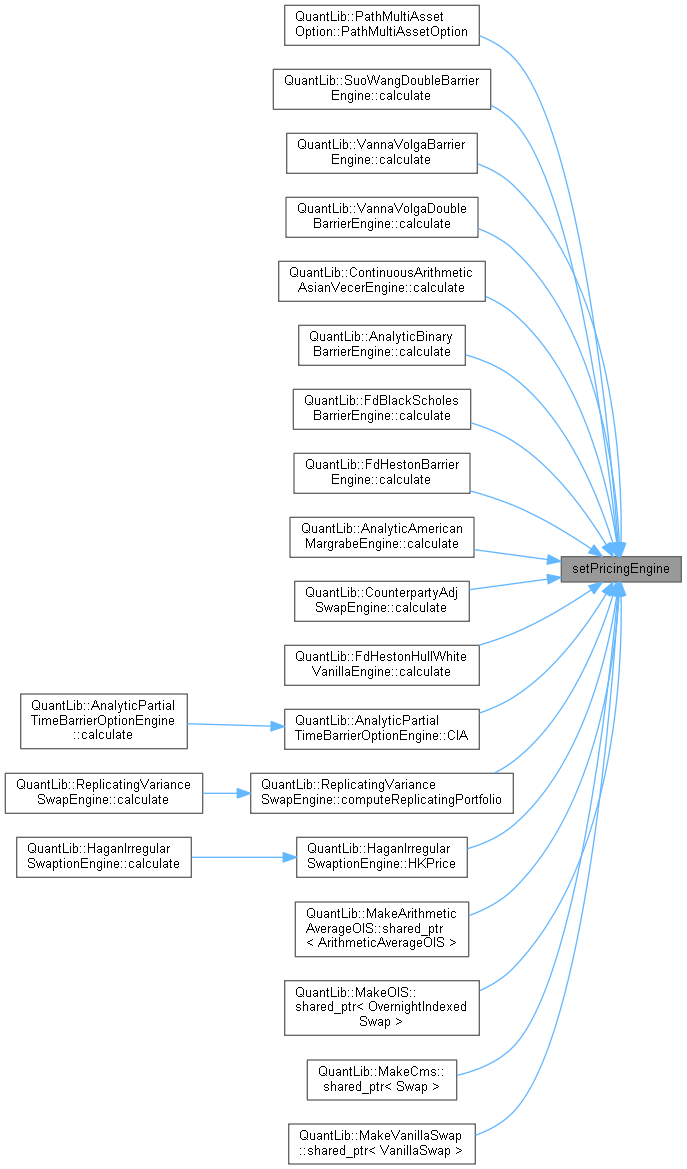 QuantLib::PathMultiAsset
Option::PathMultiAssetOption
QuantLib::SuoWangDoubleBarrier
Engine::calculate
QuantLib::VannaVolgaBarrier
Engine::calculate
QuantLib::VannaVolgaDouble
BarrierEngine::calculate
QuantLib::ContinuousArithmetic
AsianVecerEngine::calculate
QuantLib::AnalyticBinary
BarrierEngine::calculate
QuantLib::FdBlackScholes
BarrierEngine::calculate
QuantLib::FdHestonBarrier
Engine::calculate
QuantLib::AnalyticAmerican
MargrabeEngine::calculate
setPricingEngine
QuantLib::CounterpartyAdj
SwapEngine::calculate
QuantLib::FdHestonHullWhite
VanillaEngine::calculate
QuantLib::AnalyticPartial
TimeBarrierOptionEngine
::calculate
QuantLib::AnalyticPartial
TimeBarrierOptionEngine::CIA
QuantLib::ReplicatingVariance
SwapEngine::calculate
QuantLib::ReplicatingVariance
SwapEngine::computeReplicatingPortfolio
QuantLib::HaganIrregular
SwaptionEngine::calculate
QuantLib::HaganIrregular
SwaptionEngine::HKPrice
QuantLib::MakeArithmetic
AverageOIS::shared_ptr
< ArithmeticAverageOIS >
QuantLib::MakeOIS::
shared_ptr< OvernightIndexed
Swap >
QuantLib::MakeCms::
shared_ptr< Swap >
QuantLib::MakeVanillaSwap
::shared_ptr< VanillaSwap >